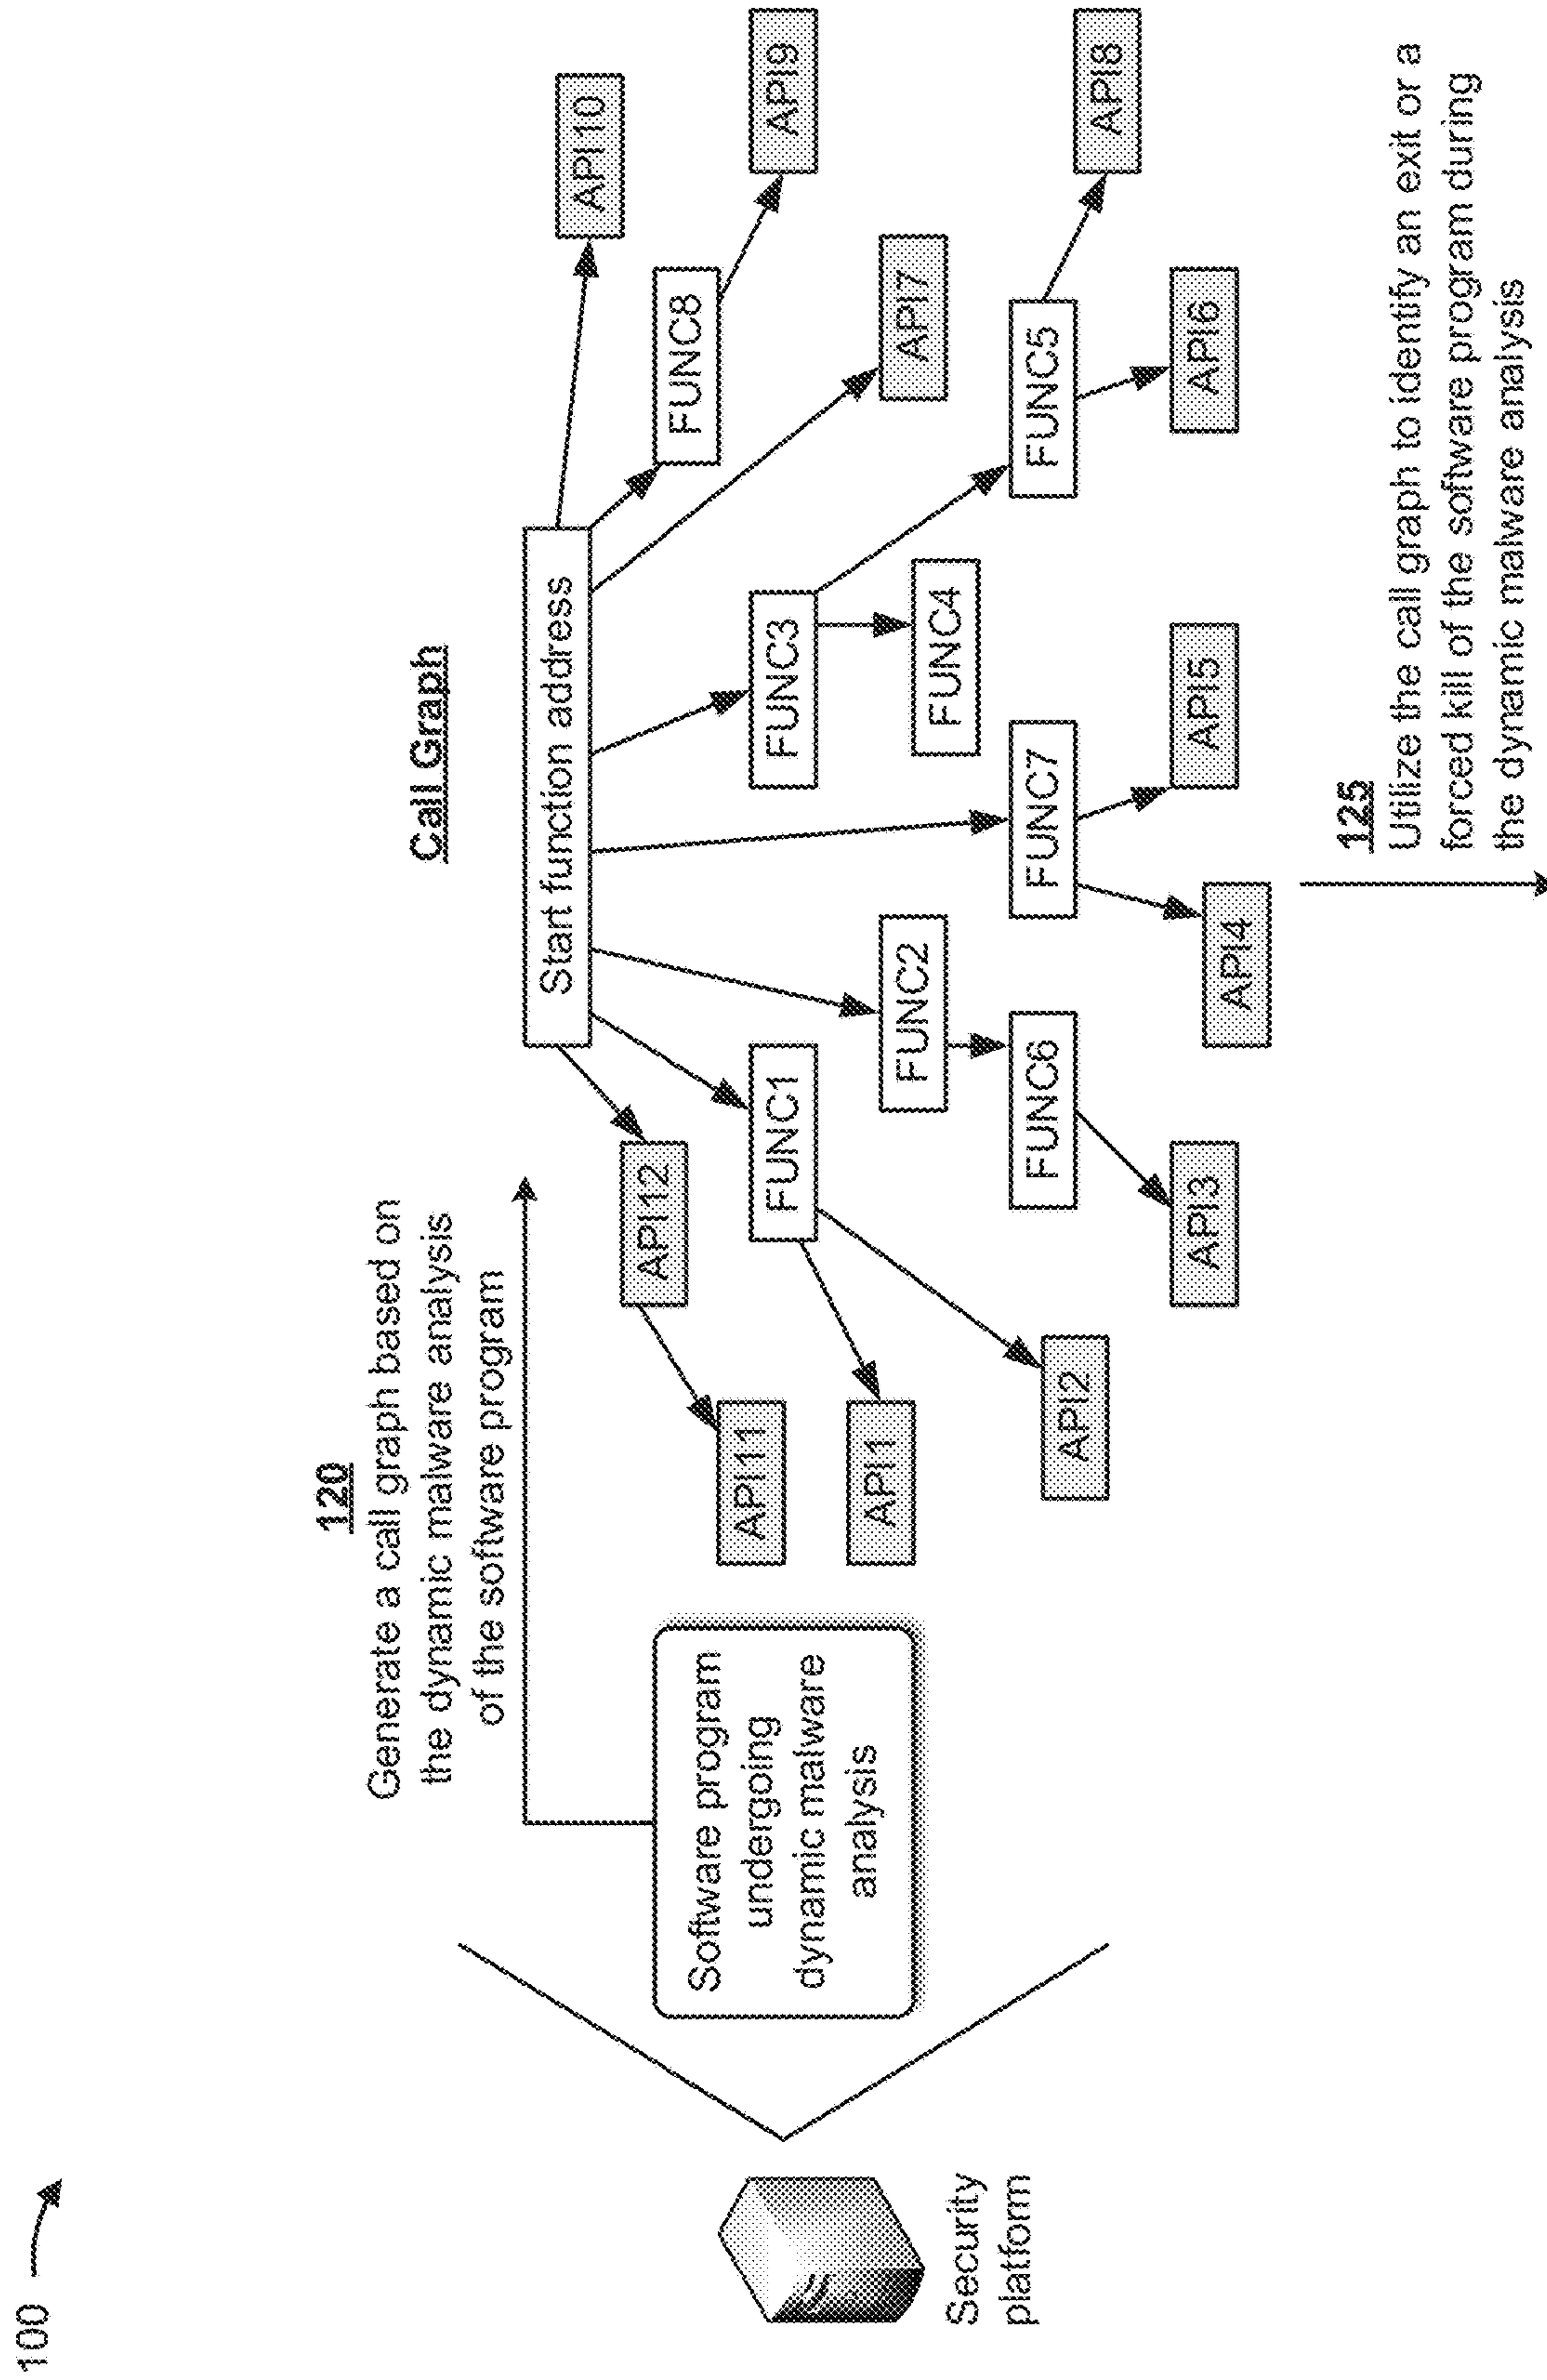 100
120
Generate a call graph based on
the dynamic malware analysis
of the software program
Call Graph
Security
platform
Software program
undergoing
dynamic malware
analysis
Start function address
API10
API12
FUNC8
API11
FUNC1
FUNC3
API9
API1
FUNC2
FUNC4
API7
API2
FUNC6
FUNC7
FUNC5
API8
API3
API4
API5
API6
125
Utilize the call graph to identify an exit or a
forced kill of the software program during
the dynamic malware analysis